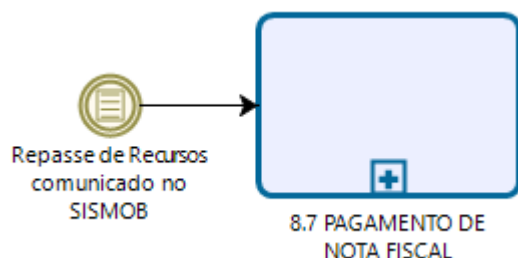 Repasse de Recursos
comunicado no
SISMOB
8.7 PAGAMENTO DE
NOTA FISCAL